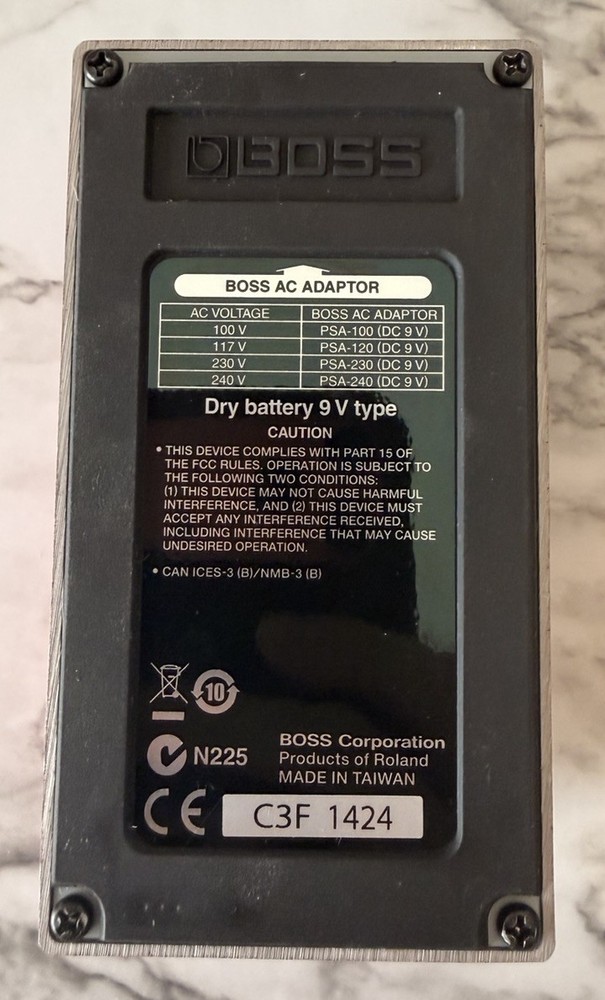 BOSS
BOSS AC ADAPTOR
AC VOLTAGE BOSS AC ADAPTOR
100 V PSA-100 (DC 9 V)
117 V PSA-120 (DC 9 V)
230 V PSA-230 (DC 9 V)
240 V PSA-240 (DC 9 V)
Dry battery 9 V type
CAUTION
• THIS DEVICE COMPLIES WITH PART 15 OF
THE FCC RULES. OPERATION IS SUBJECT TO
THE FOLLOWING TWO CONDITIONS:
(1) THIS DEVICE MAY NOT CAUSE HARMFUL
INTERFERENCE, AND (2) THIS DEVICE MUST
ACCEPT ANY INTERFERENCE RECEIVED,
INCLUDING INTERFERENCE THAT MAY CAUSE
UNDESIRED OPERATION.
• CAN ICES-3 (B)/NMB-3 (B)
10
N225
BOSS Corporation
Products of Roland
MADE IN TAIWAN
CE
C3F 1424